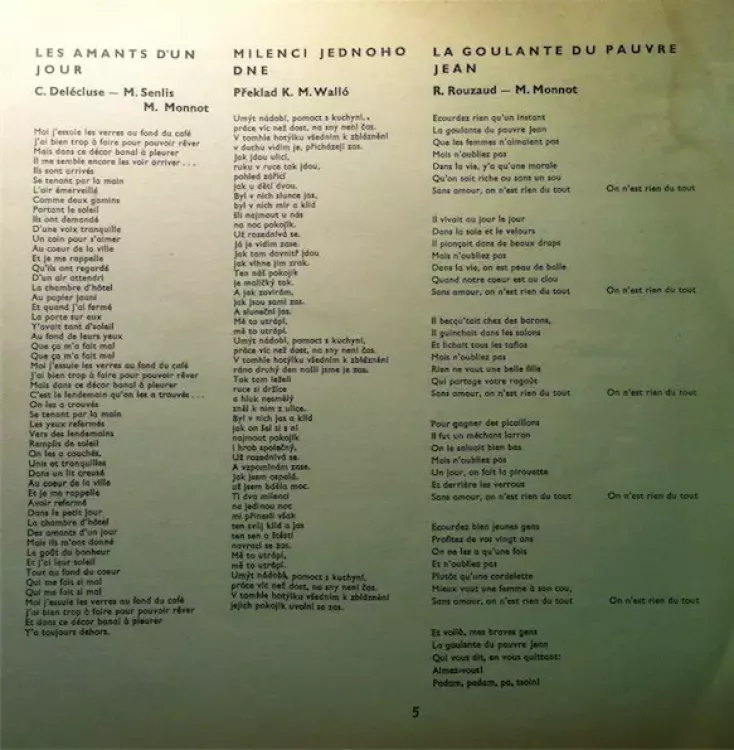 LES AMANTS D'UN
JOUR
C. Delécluse — M. Senlis
M. Monnot
Moi j'essuie les verres au fond du café
J'ai bien trop à faire pour pouvoir rêver
Mais dans ce décor banal à pleurer
Il me semble encore les voir arriver...
Ils sont arrivés
Se tenant par la main
L'air émerveillé
Comme deux gamins
Portant le soleil
Ils ont demandé
D'une voix tranquille
Un coin pour s'aimer
Au coeur de la ville
Et je me rappelle
Qu'ils ont regardé
D'un air attendri
La chambre d'hôtel
Au papier jauni
Et quand j'ai fermé
La porte sur eux
Y'avait tant d'soleil
Au fond de leurs yeux
Que ça m'a fait mal
Que ça m'a fait mal
Moi j'essuie les verres au fond du café
J'ai bien trop à faire pour pouvoir rêver
Mais dans ce décor banal à pleurer
C'est le lendemain qu'on les a trouvés...
On les a trouvés
Se tenant par la main
Les yeux refermés
Vers des lendemains
Remplis de soleil
On les a couchés,
Unis et tranquilles
Dans un lit creusé
Au coeur de la ville
Et je me rappelle
Avoir refermé
Dans le petit jour
La chambre d'hôtel
Des amants d'un jour
Mais ils m'ont donné
Le goût du bonheur
Et j'ai leur soleil
Tout au fond du coeur
Qui me fait si mal
Qui me fait si mal
Moi j'essuie les verres au fond du café
J'ai bien trop à faire pour pouvoir rêver
Et dans ce décor banal à pleurer
Y'a toujours dehors.
MILENCI JEDNOHO
DNE
Překlad K. M. Walló
Umýt nádobí, pomoct s kuchyní,
práce víc než dost, na sny není čas.
V tomhle hotýlku všedním k zbláznění
v duchu vidím je, přicházejí zas.
Jak jdou ulicí,
ruku v ruce tak jdou,
pohled zářící
jak u dětí dvou.
Byl v nich slunce jas,
byl v nich mír a klid
šli najmout u nás
na noc pokojík.
Už rozednívá se.
Já je vidím zase.
Jak tam dovnitř jdou
jak vlhne jim zrak.
Ten náš pokojík
je maličký tak.
A jak zavírám,
jak jsou sami zas.
A sluneční jas.
Mě to utrápí,
mě to utrápí.
Umýt nádobí, pomoct s kuchyní,
práce víc než dost, na sny není čas.
V tomhle hotýlku všedním k zbláznění
ráno druhý den našli jsme je zas.
Tak tam leželi
ruce si držíce
a hluk nesmělý
zněl k nim z ulice.
Byl v nich jas a klid
jak on šel si s ní
najmout pokojík
i hrob společný.
Už rozednívá se.
A vzpomínám zase.
Jak jsem čepala,
už jsem bděla moc.
Ti dva milenci
na jedinou noc
mi přinesli však
ten svůj klid a jas
ten sen o štěstí
navrací se zas.
Mě to utrápí,
mě to utrápí.
Umýt nádobí, pomoct s kuchyní,
práce víc než dost, na sny není čas.
V tomhle hotýlku všedním k zbláznění
jejich pokojík uvolní se zas.
LA GOULANTE DU PAUVRE
JEAN
R. Rouzaud — M. Monnot
Ecourdez rien qu'un instant
La goulante du pauvre Jean
Que les femmes n'aimaient pas
Mais n'oubliez pas
Dans la vie, y'a qu'une morale
Qu'on soit riche ou sans un sou
Sans amour, on n'est rien du tout On n'est rien du tout
Il vivait au jour le jour
Dans la soie et le velours
Il pionçait dans de beaux draps
Mais n'oubliez pas
Dans la vie, on est peau de balle
Quand notre coeur est au clou
Sans amour, on n'est rien du tout On n'est rien du tout
Il becqu'tait chez des barons,
Il guinchait dans les salons
Et lichait tous les tafias
Mais n'oubliez pas
Rien ne vaut une belle fille
Qui partage votre ragoût
Sans amour, on n'est rien du tout On n'est rien du tout
Pour gagner des picaillons
Il fut un méchant larron
On le saluait bien bas
Mais n'oubliez pas
Un jour, on fait la pirouette
Et derrière les verrous
Sans amour, on n'est rien du tout On n'est rien du tout
Ecourdez bien jeunes gens
Profitez de vos vingt ans
On ne les a qu'une fois
Et n'oubliez pas
Plutôt qu'une cordelette
Mieux vaut une femme à son cou,
Sans amour, on n'est rien du tout On n'est rien du tout
Et voilà, mes braves gens
La goulante du pauvre Jean
Qui vous dit, en vous quittant:
Aimez-vous!
Padam, padam, pa, tsoin!
5